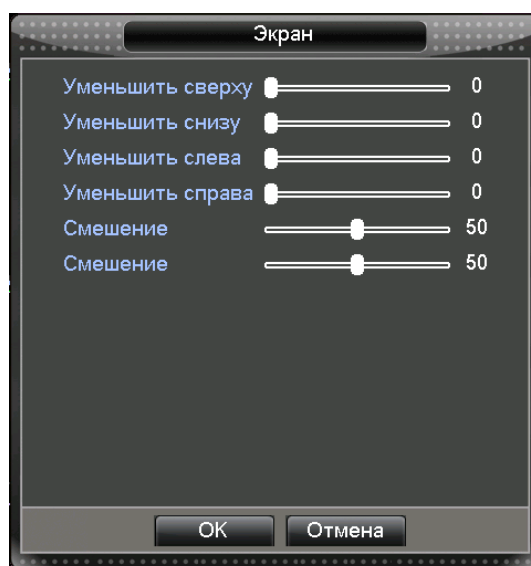 Экран
Уменьшить сверху 0
Уменьшить снизу 0
Уменьшить слева 0
Уменьшить справа 0
Смешение 50
Смешение 50
OK Отмена